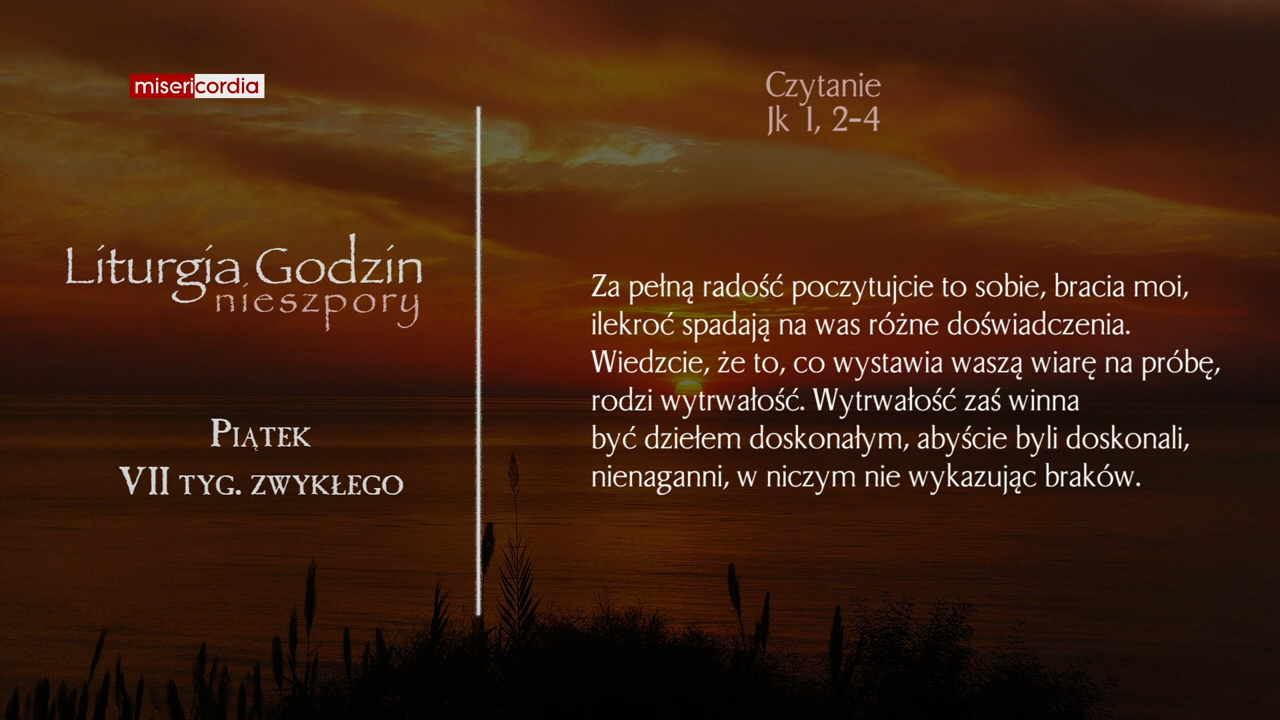 misericordia
Liturgia Godzin
nieszpory
Piątek
VII tyg. zwykłego
Czytanie
Jk 1, 2-4
Za pełną radość poczytujcie to sobie, bracia moi,
ilekroć spadają na was różne doświadczenia.
Wiedzcie, że to, co wystawia waszą wiarę na próbę,
rodzi wytrwałość. Wytrwałość zaś winna
być dziełem doskonałym, abyście byli doskonali,
nienaganni, w niczym nie wykazując braków.